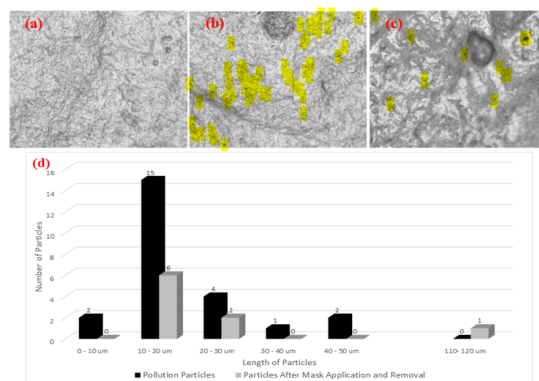 (a)
(b)
(c)
(d)
16
14
12
10
8
6
4
2
0
Number of Particles
2
0
15
6
4
2
1
0
2
0
0
1
0 - 10 um
10 - 20 um
20 - 30 um
30 - 40 um
40 - 50 um
110- 120 um
Length of Particles
Pollution Particles
Particles After Mask Application and Removal